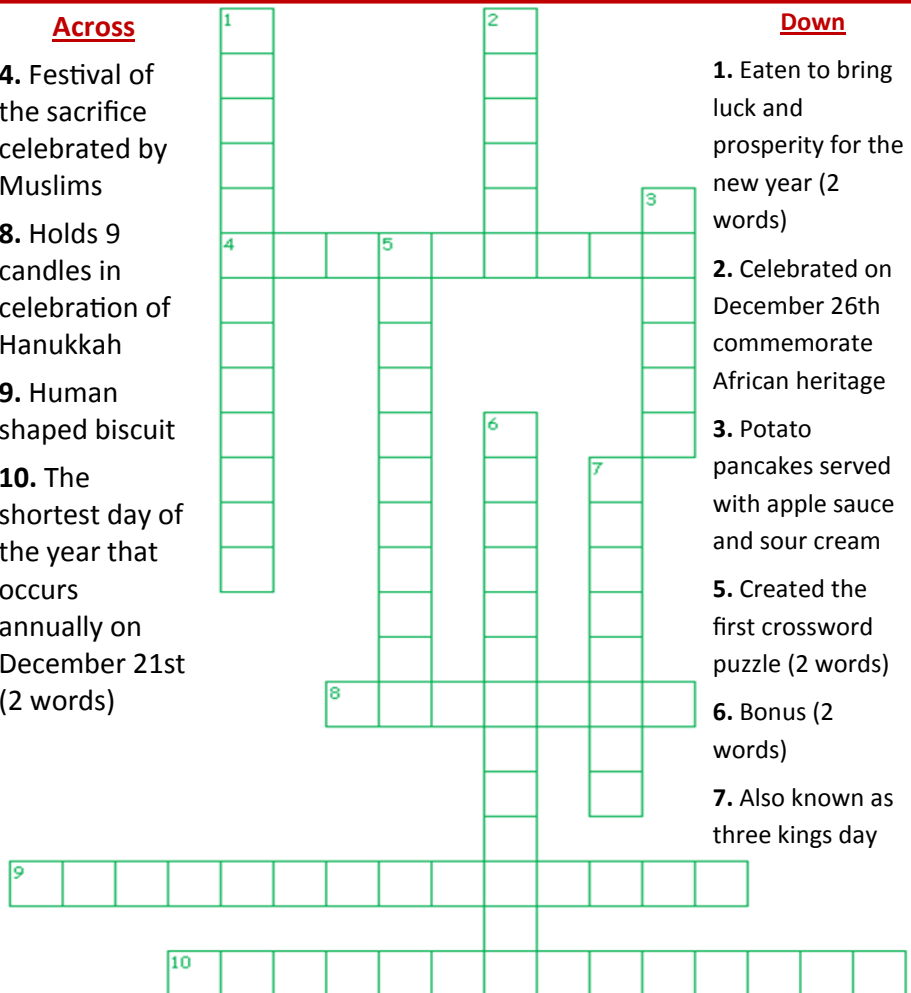 Across
4. Festival of
the sacrifice
celebrated by
Muslims
8. Holds 9
candles in
celebration of
Hanukkah
9. Human
shaped biscuit
10. The
shortest day of
the year that
occurs
annually on
December 21st
(2 words)
1
2
3
4
5
6
7
8
9
10
Down
1. Eaten to bring
luck and
prosperity for the
new year (2
words)
2. Celebrated on
December 26th
commemorate
African heritage
3. Potato
pancakes served
with apple sauce
and sour cream
5. Created the
first crossword
puzzle (2 words)
6. Bonus (2
words)
7. Also known as
three kings day